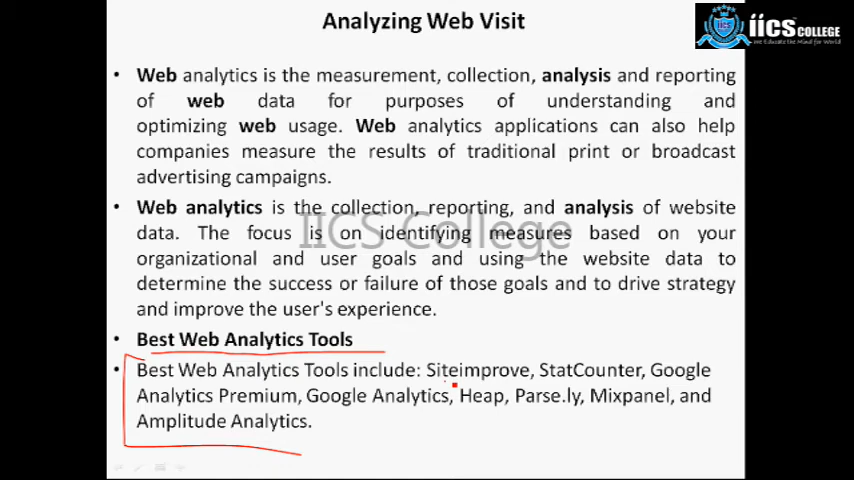 Analyzing Web Visit
iics COLLEGE
We Educate the Mind for World
• Web analytics is the measurement, collection, analysis and reporting
of web data for purposes of understanding and
optimizing web usage. Web analytics applications can also help
companies measure the results of traditional print or broadcast
advertising campaigns.
• Web analytics is the collection, reporting, and analysis of website
data. The focus is on identifying measures based on your
IICS College
organizational and user goals and using the website data to
determine the success or failure of those goals and to drive strategy
and improve the user's experience.
• Best Web Analytics Tools
• Best Web Analytics Tools include: Siteimprove, StatCounter, Google
Analytics Premium, Google Analytics, Heap, Parse.ly, Mixpanel, and
Amplitude Analytics.